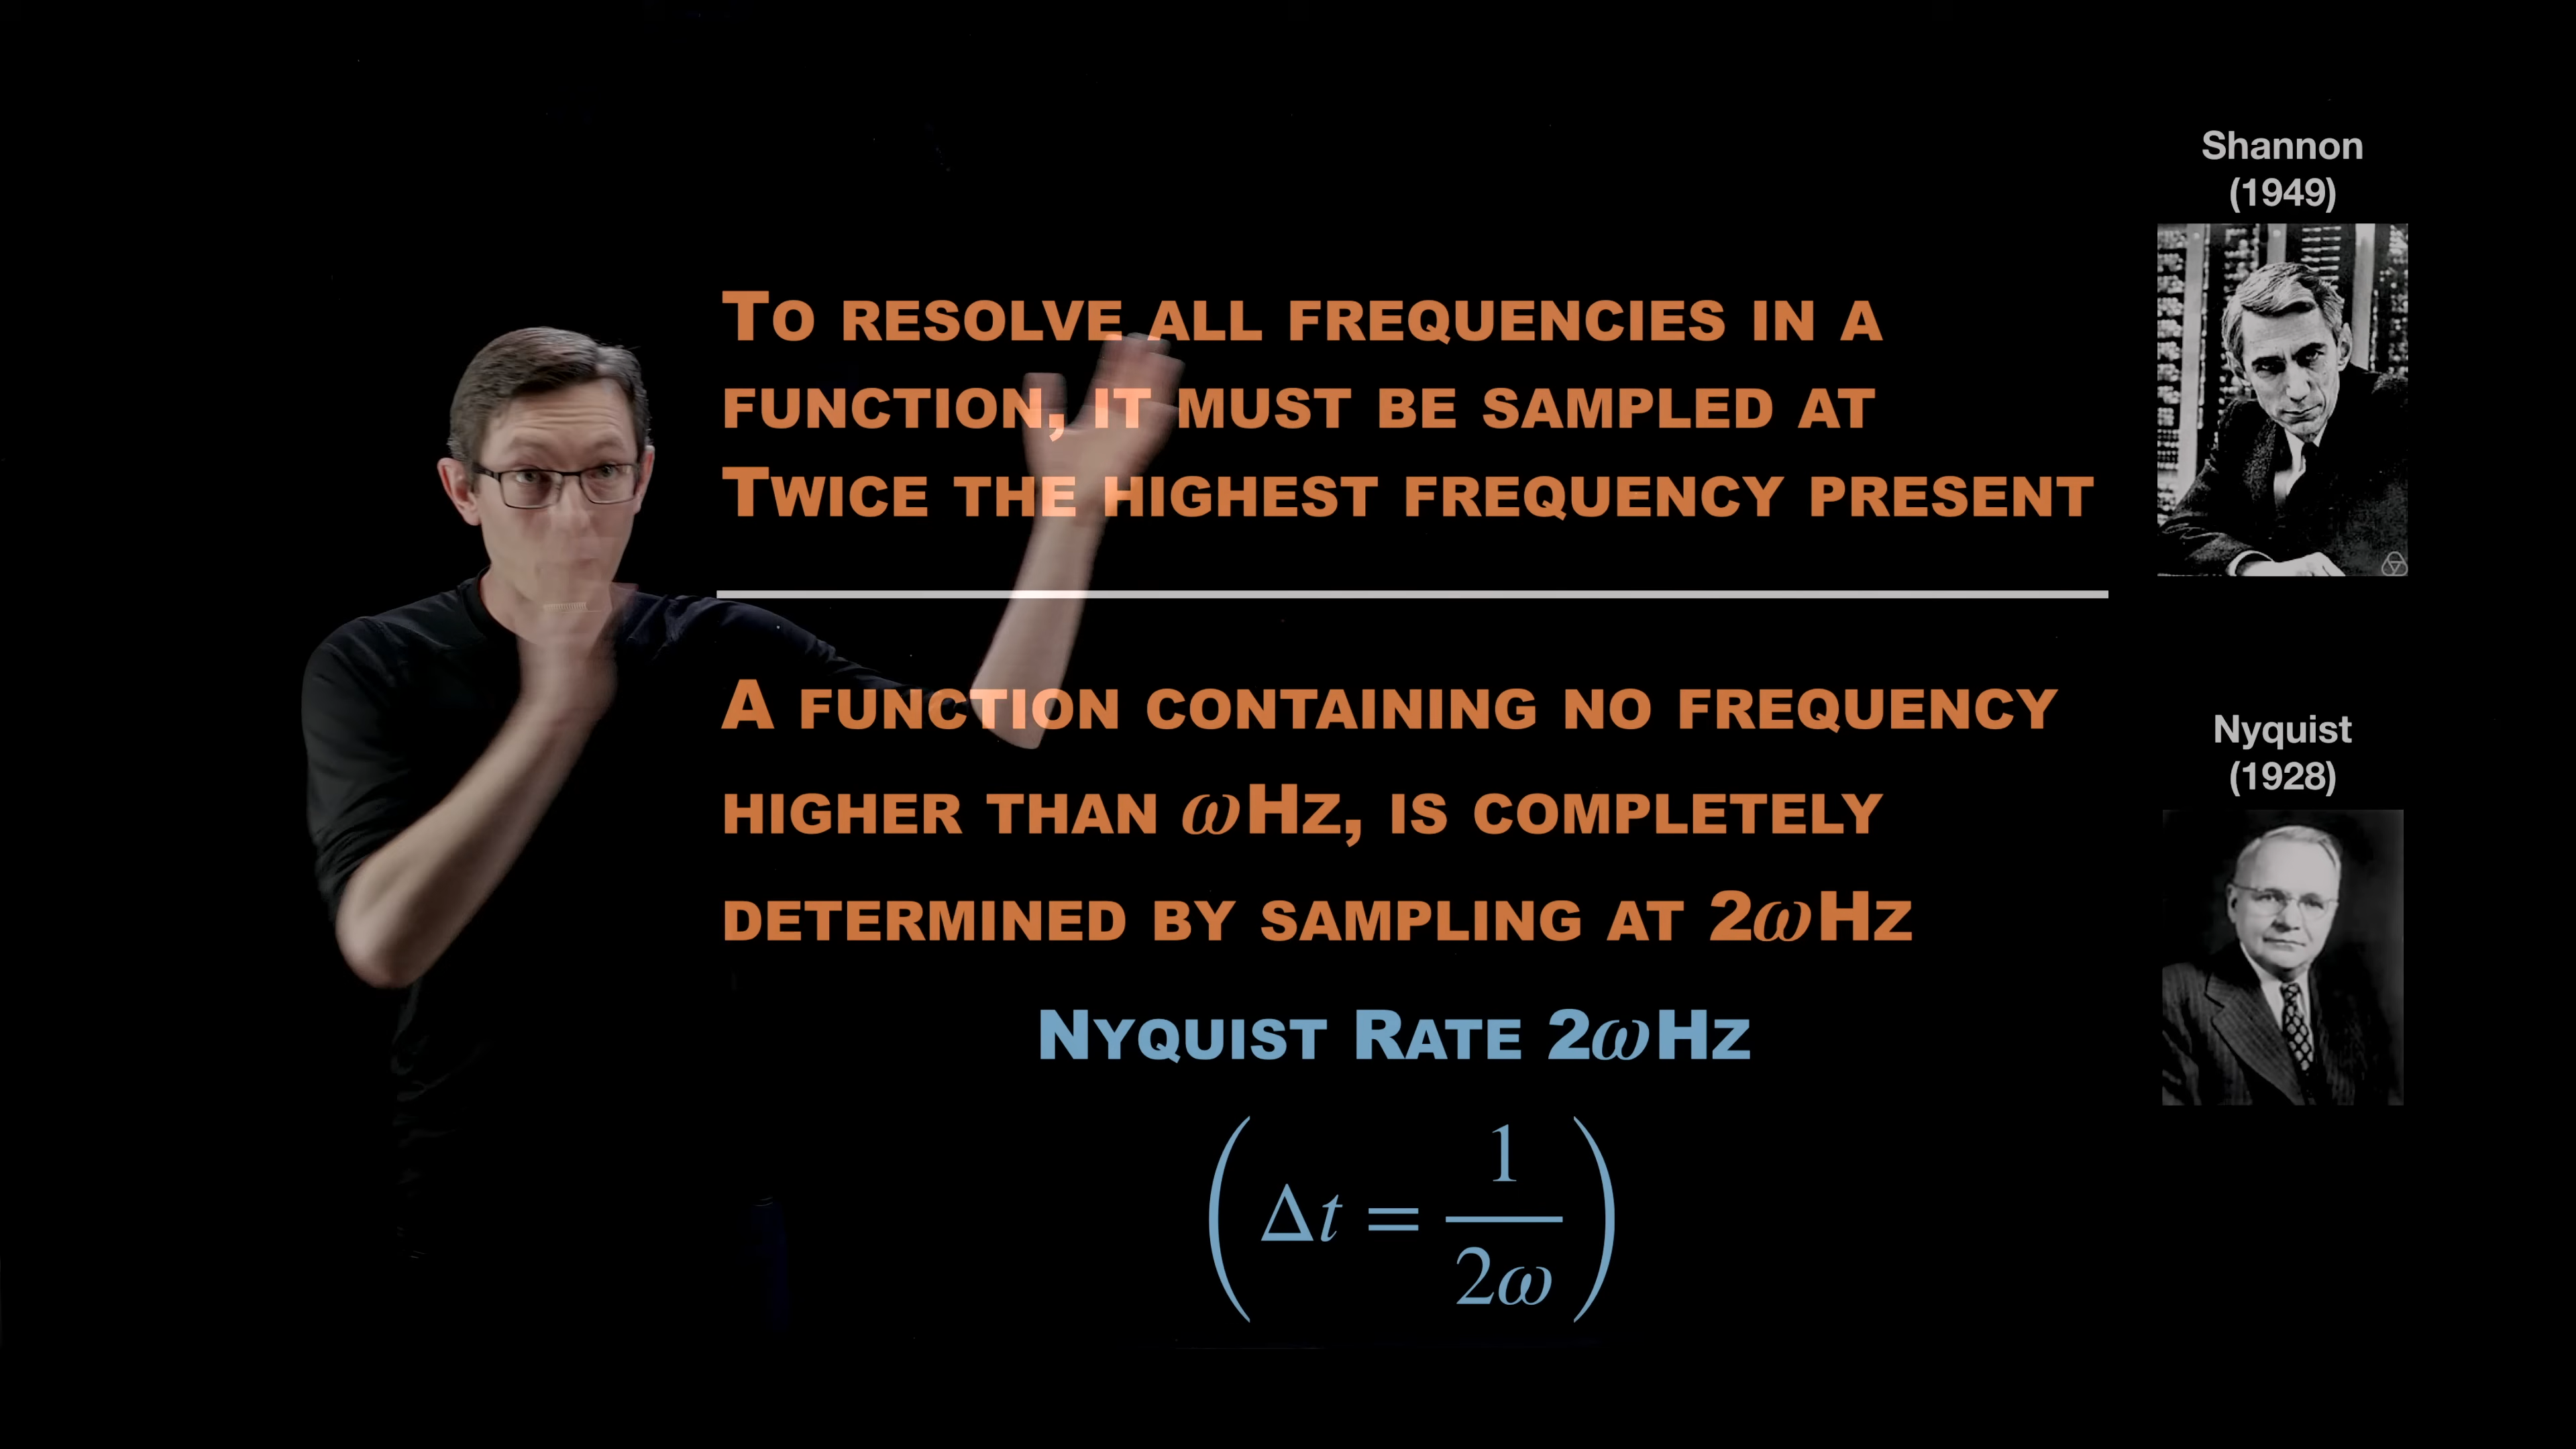 Shannon
(1949)
TO RESOLVE ALL FREQUENCIES IN A
FUNCTION, IT MUST BE SAMPLED AT
TWICE THE HIGHEST FREQUENCY PRESENT
A FUNCTION CONTAINING NO FREQUENCY
HIGHER THAN ωHZ, IS COMPLETELY
DETERMINED BY SAMPLING AT 2ωHZ
Nyquist
(1928)
NYQUIST RATE 2ωHZ
(Δt = 1/2ω)